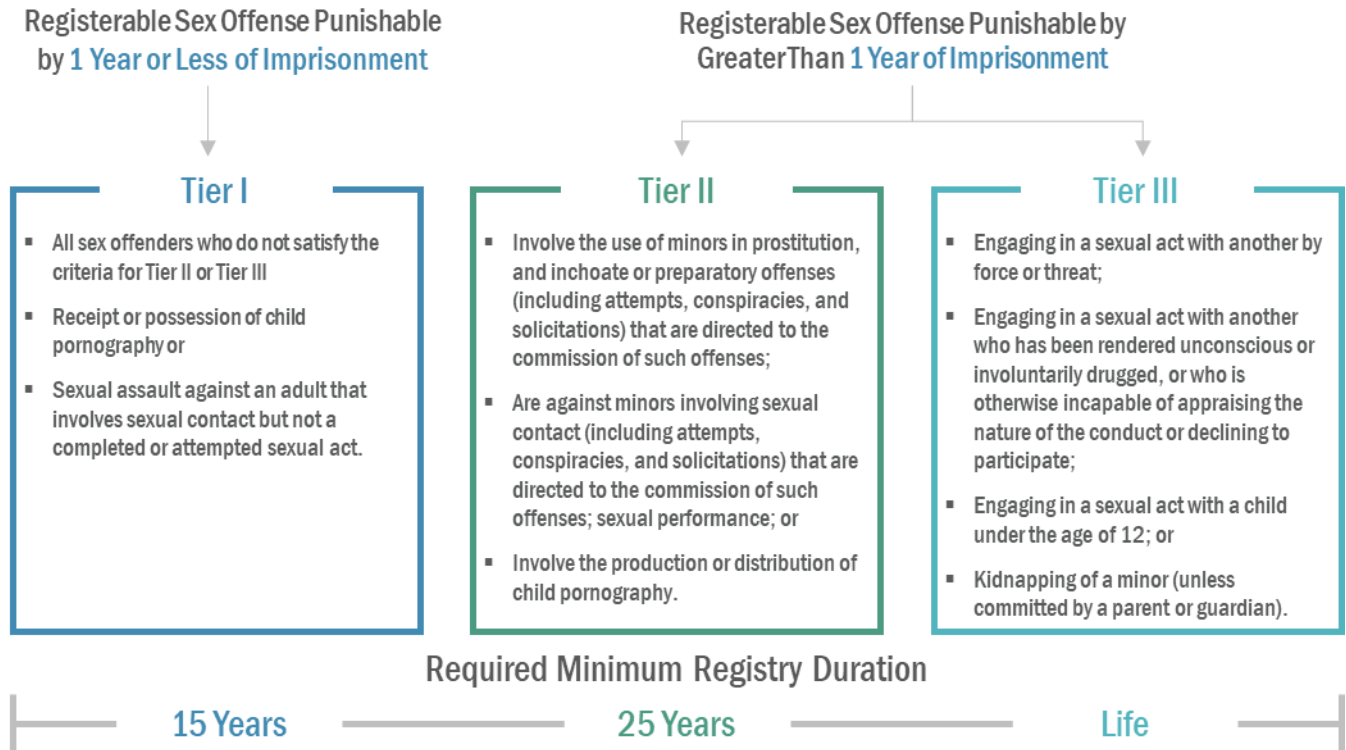 Registerable Sex Offense Punishable
by 1 Year or Less of Imprisonment
Registerable Sex Offense Punishable by
Greater Than 1 Year of Imprisonment
Tier I
▪ All sex offenders who do not satisfy the
criteria for Tier II or Tier III
▪ Receipt or possession of child
pornography or
▪ Sexual assault against an adult that
involves sexual contact but not a
completed or attempted sexual act.
Tier II
▪ Involve the use of minors in prostitution,
and inchoate or preparatory offenses
(including attempts, conspiracies, and
solicitations) that are directed to the
commission of such offenses;
▪ Are against minors involving sexual
contact (including attempts,
conspiracies, and solicitations) that are
directed to the commission of such
offenses; sexual performance; or
▪ Involve the production or distribution of
child pornography.
Tier III
▪ Engaging in a sexual act with another by
force or threat;
▪ Engaging in a sexual act with another
who has been rendered unconscious or
involuntarily drugged, or who is
otherwise incapable of appraising the
nature of the conduct or declining to
participate;
▪ Engaging in a sexual act with a child
under the age of 12; or
▪ Kidnapping of a minor (unless
committed by a parent or guardian).
Required Minimum Registry Duration
15 Years
25 Years
Life